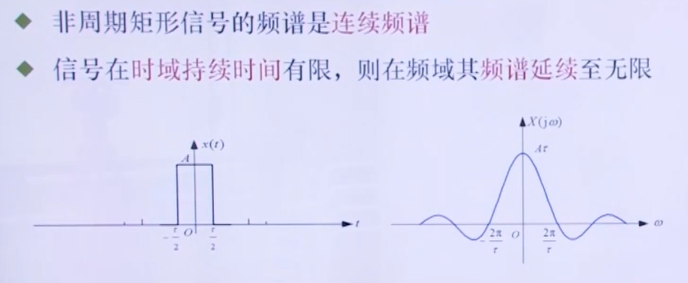 非周期矩形信号的频谱是连续频谱
信号在时域持续时间有限，则在频域其频谱延续至无限
x(t)
A
-τ/2
O
τ/2
t
X(jω)
Aτ
-2π/τ
O
2π/τ
ω